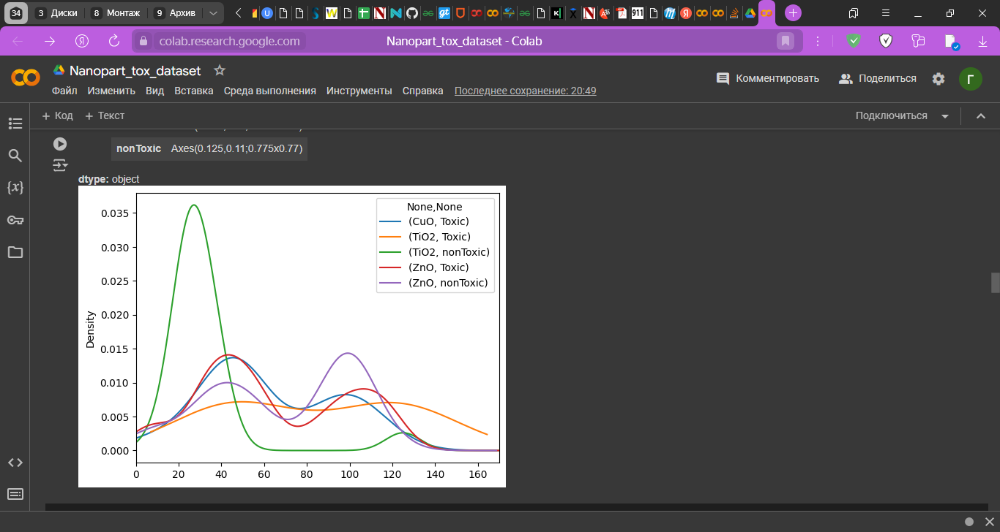 34 3 Диски 8 Монтаж 9 Архив
colab.research.google.com Nanopart_tox_dataset - Colab
Nanopart_tox_dataset
Комментировать Поделиться Г
Файл Изменить Вид Вставка Среда выполнения Инструменты Справка Последнее сохранение: 20:49
+ Код + Текст Подключиться
nonToxic Axes(0.125,0.11;0.775x0.77)
dtype: object
None,None
(CuO, Toxic)
(TiO2, Toxic)
(TiO2, nonToxic)
(ZnO, Toxic)
(ZnO, nonToxic)
Density
0.035
0.030
0.025
0.020
0.015
0.010
0.005
0.000
0 20 40 60 80 100 120 140 160